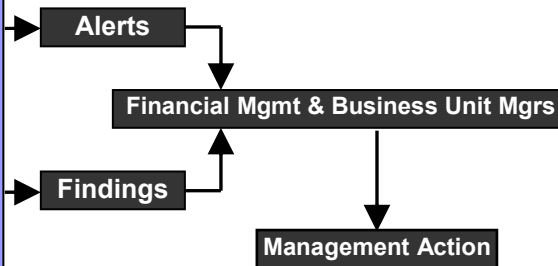 Alerts
Financial Mgmt & Business Unit Mgrs
Findings
Management Action